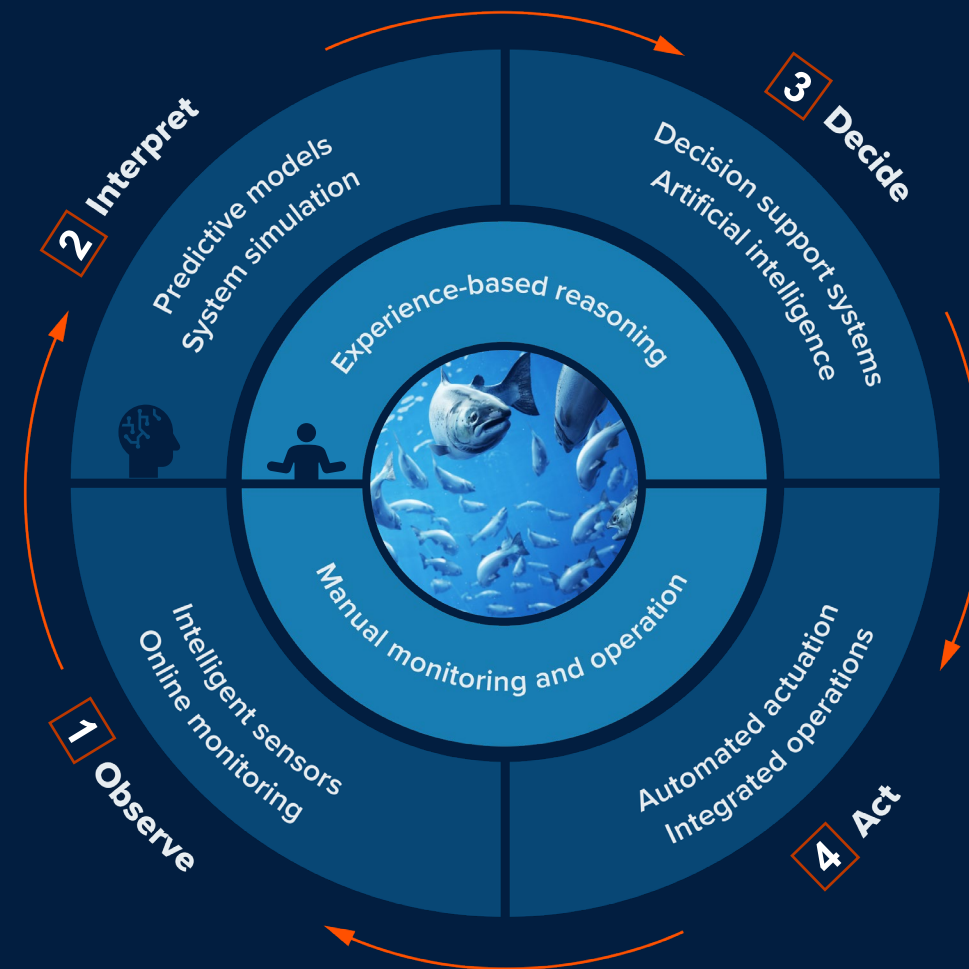 1 Observe
Intelligent sensors
Online monitoring
2 Interpret
Predictive models
System simulation
3 Decide
Decision support systems
Artificial intelligence
4 Act
Automated actuation
Integrated operations
Experience-based reasoning
Manual monitoring and operation